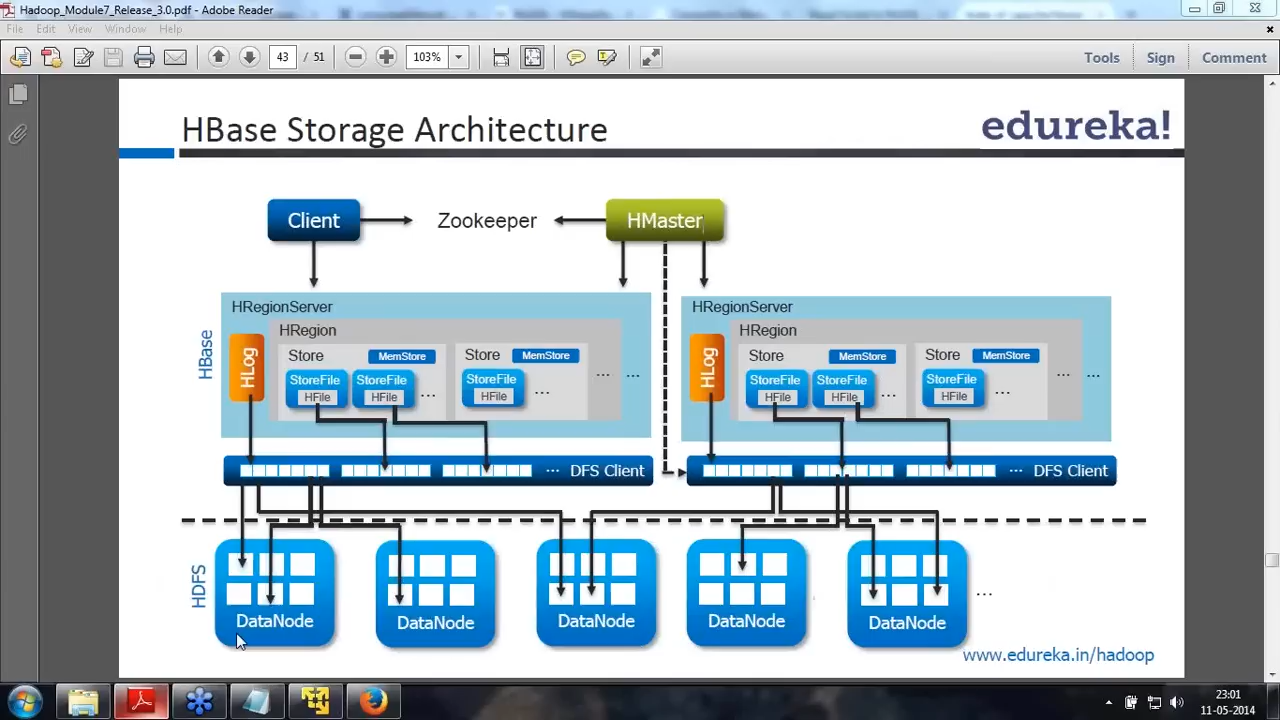 Hadoop_Module7_Release_3.0.pdf - Adobe Reader
File Edit View Window Help
43 / 51 103% Tools Sign Comment
HBase Storage Architecture
edureka!
Client Zookeeper HMaster
HRegionServer HRegionServer
HRegion HRegion
HBase
HLog HLog
Store MemStore Store MemStore Store MemStore Store MemStore
StoreFile StoreFile StoreFile StoreFile StoreFile StoreFile
HFile HFile ... HFile ... ... ... HFile HFile ... HFile ... ... ...
... DFS Client ... DFS Client
HDFS
DataNode DataNode DataNode DataNode DataNode ...
www.edureka.in/hadoop
23:01
11-05-2014